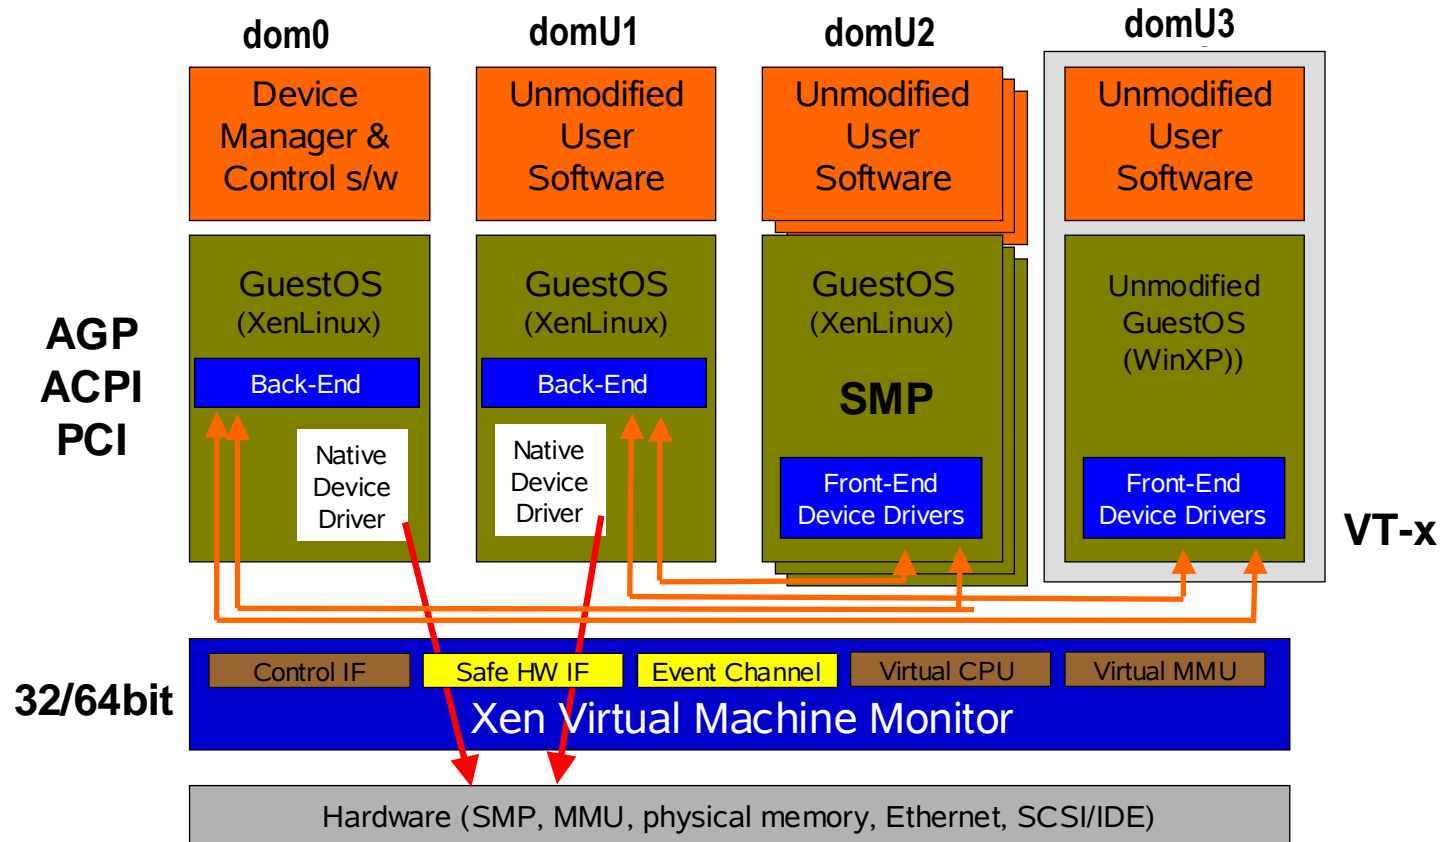 dom0
domU1
domU2
domU3
Device
Manager &
Control s/w
Unmodified
User
Software
Unmodified
User
Software
Unmodified
User
Software
GuestOS
(XenLinux)
Back-End
Native
Device
Driver
GuestOS
(XenLinux)
Back-End
Native
Device
Driver
GuestOS
(XenLinux)
SMP
Front-End
Device Drivers
Unmodified
GuestOS
(WinXP))
Front-End
Device Drivers
AGP
ACPI
PCI
VT-x
32/64bit
Control IF
Safe HW IF
Event Channel
Virtual CPU
Virtual MMU
Xen Virtual Machine Monitor
Hardware (SMP, MMU, physical memory, Ethernet, SCSI/IDE)